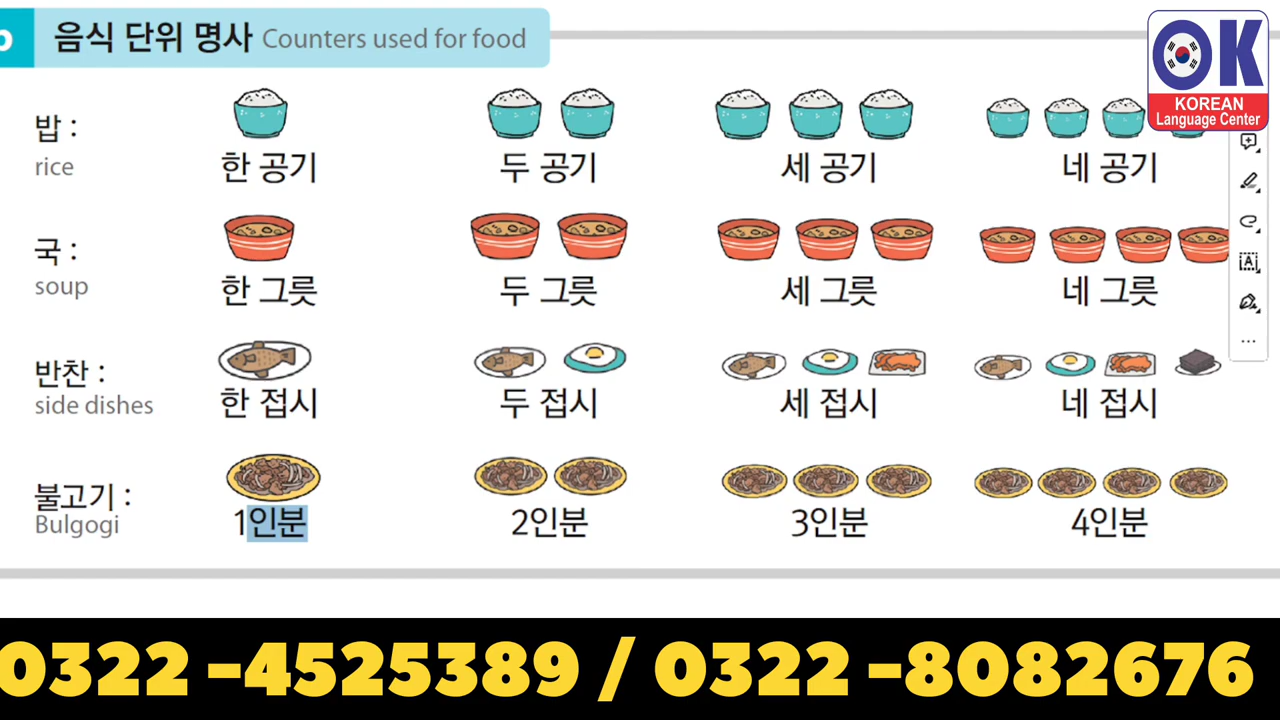 음식 단위 명사 Counters used for food
OK
KOREAN
Language Center
밥 :
rice
한 공기 두 공기 세 공기 네 공기
국 :
soup
한 그릇 두 그릇 세 그릇 네 그릇
반찬 :
side dishes
한 접시 두 접시 세 접시 네 접시
불고기 :
Bulgogi
1인분 2인분 3인분 4인분
0322 -4525389 / 0322 -8082676